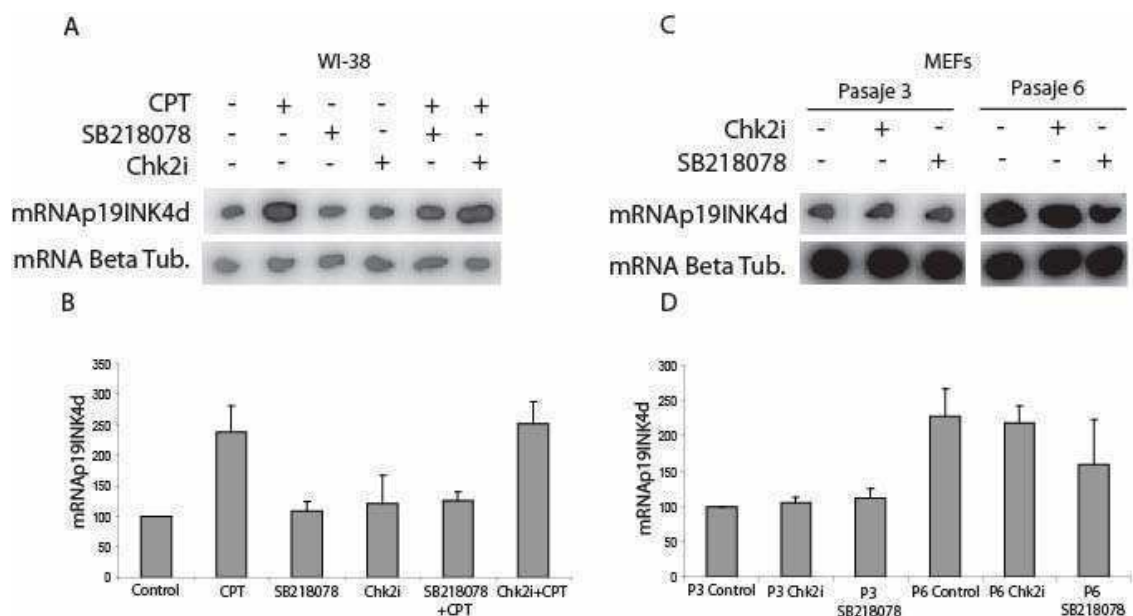 A
WI-38
CPT - + - - + +
SB218078 - - + - + -
Chk2i - - - + - +
mRNAp19INK4d
mRNA Beta Tub.
B
mRNAp19INK4d
350
300
250
200
150
100
50
0
Control CPT SB218078 Chk2i SB218078 Chk2i+CPT
+CPT
C
MEFs
Pasaje 3 Pasaje 6
Chk2i - + - - + -
SB218078 - - + - - +
mRNAp19INK4d
mRNA Beta Tub.
D
mRNAp19INK4d
300
250
200
150
100
50
0
P3 Control P3 Chk2i P3 P6 Control P6 Chk2i P6
SB218078 SB218078